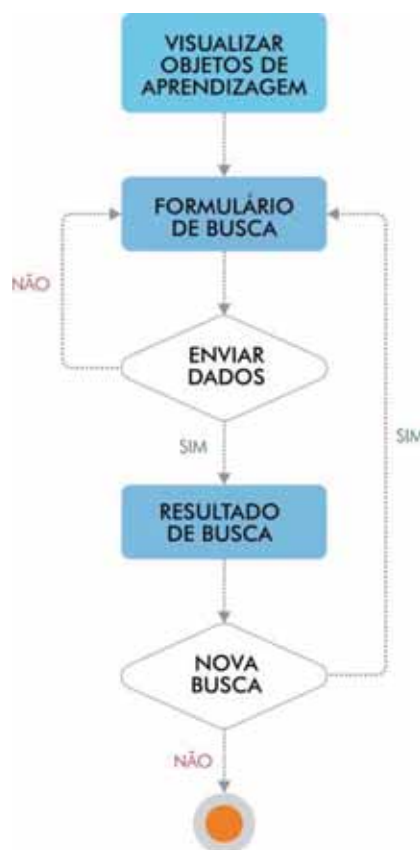 VISUALIZAR
OBJETOS DE
APRENDIZAGEM
FORMULÁRIO
DE BUSCA
NÃO
ENVIAR
DADOS
SIM
SIM
RESULTADO
DE BUSCA
NOVA
BUSCA
NÃO